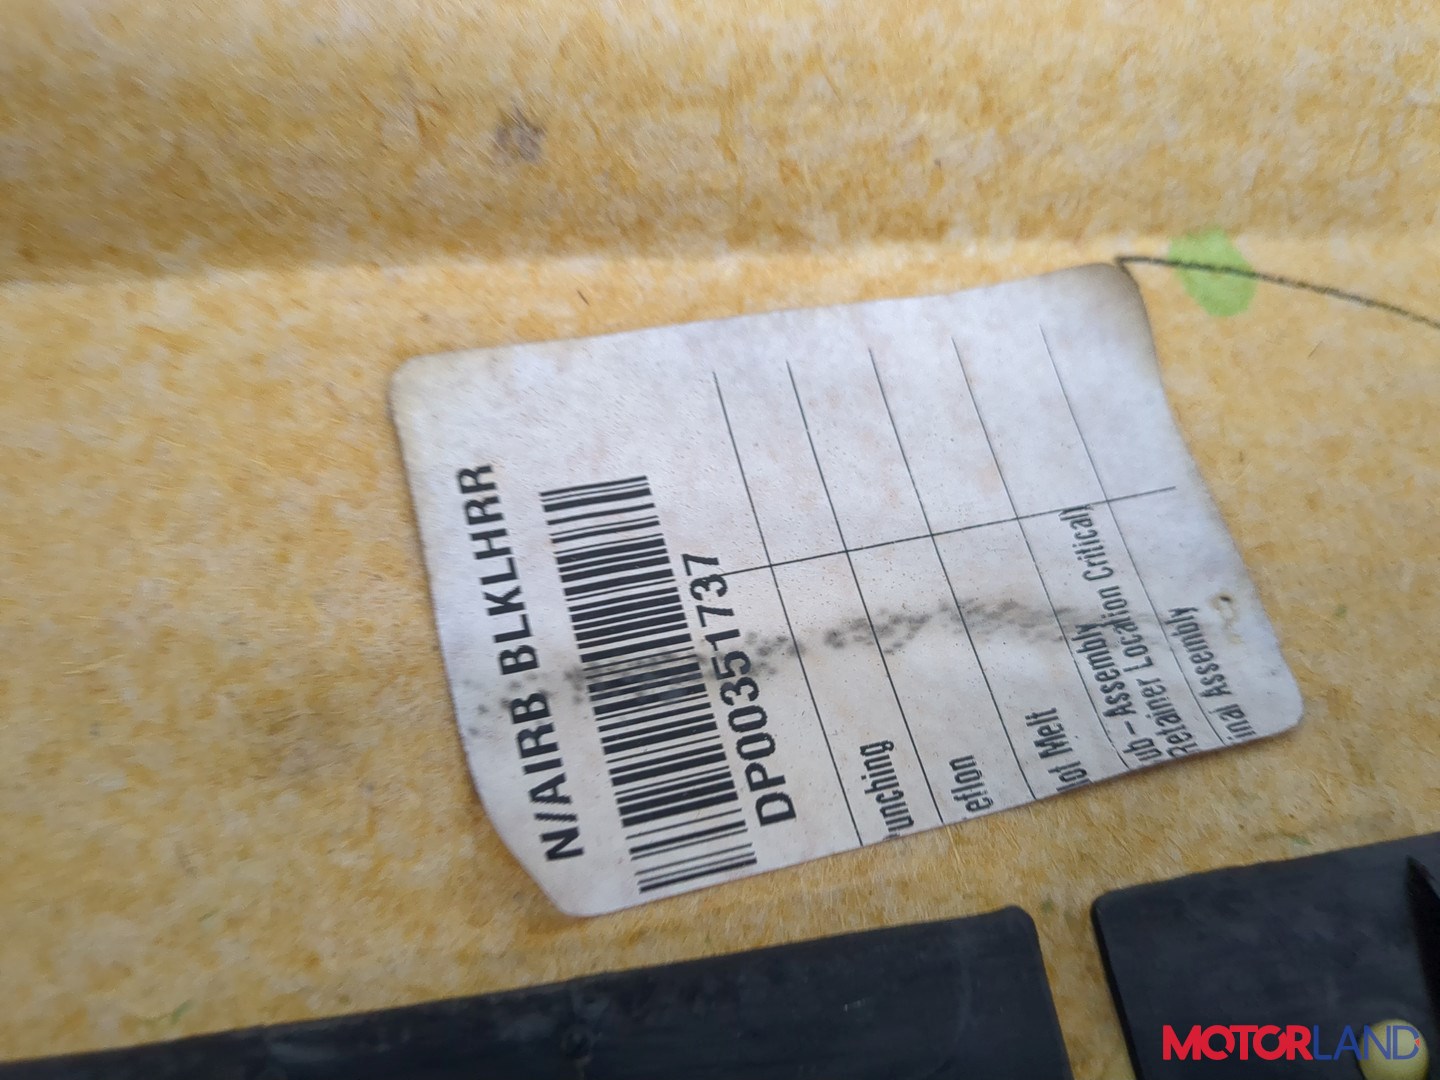 N/AIRB BLKLHRR
DP00351737
unching
eflon
ot Melt
ub - Assembly
Retainer Location Critical)
inal Assembly
MOTORLAND